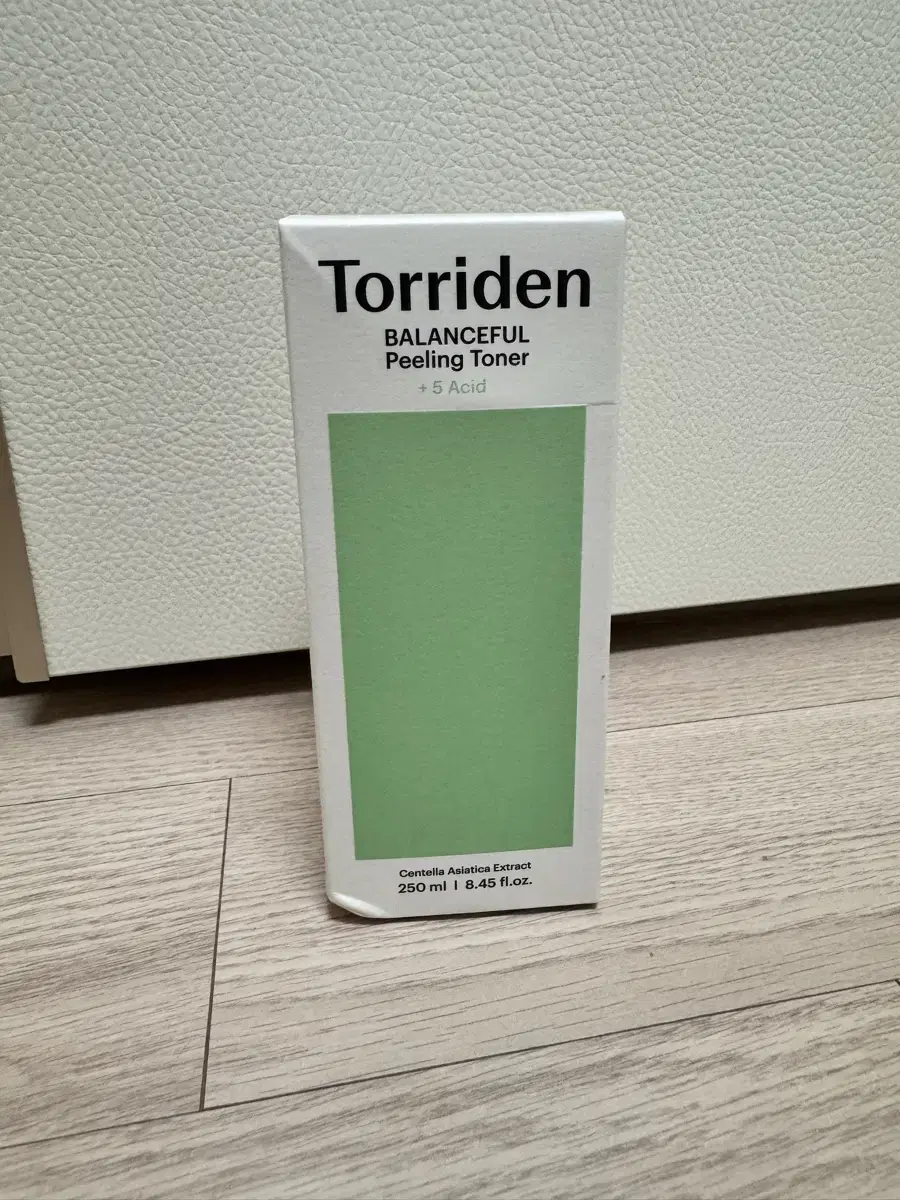 Torriden
BALANCEFUL
Peeling Toner
+ 5 Acid
Centella Asiatica Extract
250 ml | 8.45 fl.oz.